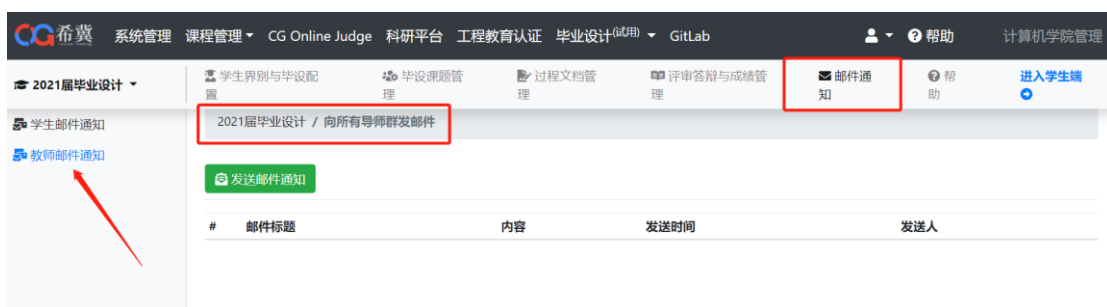 CG希冀 系统管理 课程管理 CG Online Judge 科研平台 工程教育认证 毕业设计(试用) GitLab 帮助 计算机学院管理
2021届毕业设计 学生界别与毕设配置 毕设课题管理 过程文档管理 评审答辩与成绩管理 邮件通知 帮助 进入学生端
学生邮件通知 2021届毕业设计 / 向所有导师群发邮件
教师邮件通知
发送邮件通知
# 邮件标题 内容 发送时间 发送人